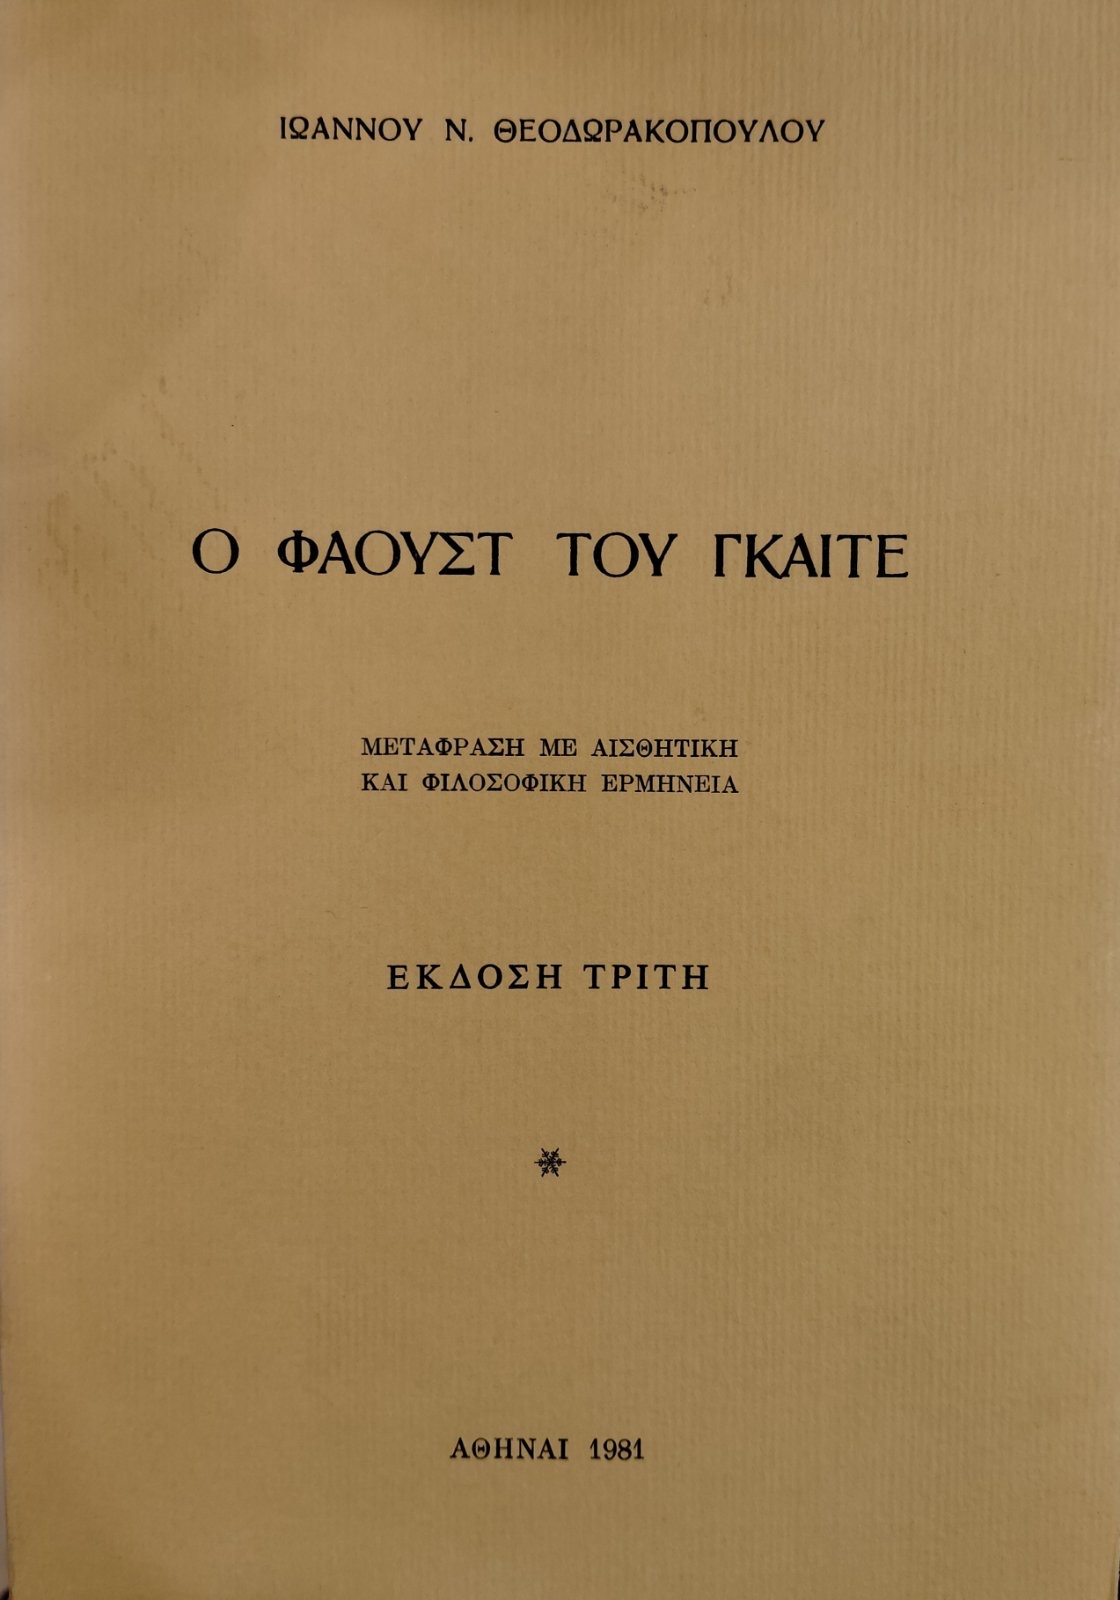 ΙΩΑΝΝΟΥ Ν. ΘΕΟΔΩΡΑΚΟΠΟΥΛΟΥ
Ο ΦΑΟΥΣΤ ΤΟΥ ΓΚΑΙΤΕ
ΜΕΤΑΦΡΑΣΗ ΜΕ ΑΙΣΘΗΤΙΚΗ
ΚΑΙ ΦΙΛΟΣΟΦΙΚΗ ΕΡΜΗΝΕΙΑ
ΕΚΔΟΣΗ ΤΡΙΤΗ
ΑΘΗΝΑΙ 1981